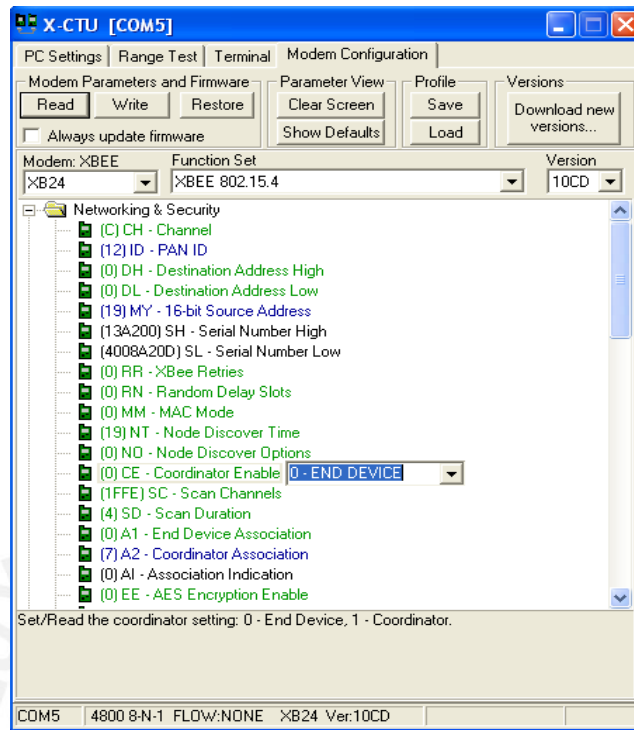 X-CTU [COM5]
PC Settings Range Test Terminal Modem Configuration
Modem Parameters and Firmware Parameter View Profile Versions
Read Write Restore Clear Screen Save Download new versions...
Always update firmware Show Defaults Load
Modem: XBEE Function Set Version
XB24 XBEE 802.15.4 10CD
Networking & Security
(C) CH - Channel
(12) ID - PAN ID
(0) DH - Destination Address High
(0) DL - Destination Address Low
(19) MY - 16-bit Source Address
(13A200) SH - Serial Number High
(4008A20D) SL - Serial Number Low
(0) RR - XBee Retries
(0) RN - Random Delay Slots
(0) MM - MAC Mode
(19) NT - Node Discover Time
(0) NO - Node Discover Options
(0) CE - Coordinator Enable 0 - END DEVICE
(1FFE) SC - Scan Channels
(4) SD - Scan Duration
(0) A1 - End Device Association
(7) A2 - Coordinator Association
(0) AI - Association Indication
(0) EE - AES Encryption Enable
Set/Read the coordinator setting: 0 - End Device, 1 - Coordinator.
COM5 4800 8-N-1 FLOW:NONE XB24 Ver:10CD